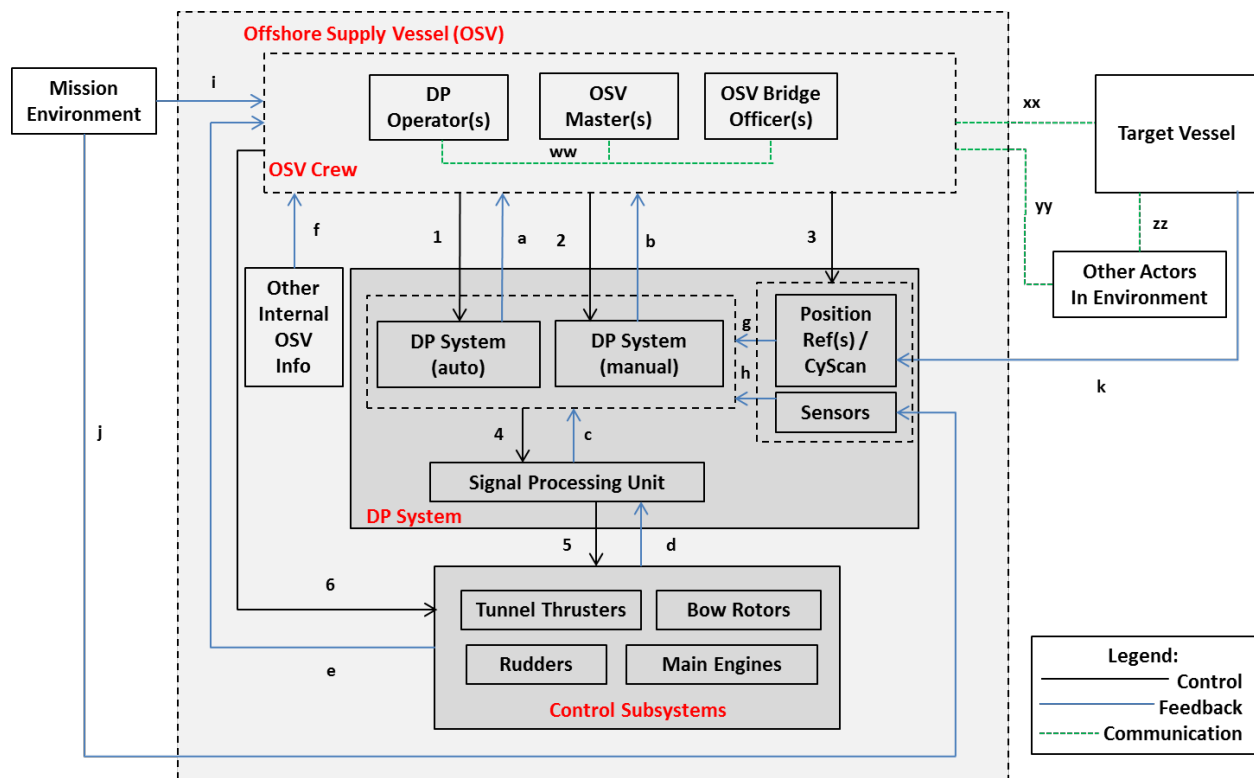 Offshore Supply Vessel (OSV)
Mission
Environment
i
DP
Operator(s)
OSV
Master(s)
OSV Bridge
Officer(s)
ww
OSV Crew
xx
Target Vessel
yy
zz
Other Actors
In Environment
f
1
a
2
b
3
Other
Internal
OSV
Info
DP System
(auto)
DP System
(manual)
g
h
Position
Ref(s) /
CyScan
Sensors
k
j
4
c
Signal Processing Unit
DP System
5
d
6
e
Tunnel Thrusters
Bow Rotors
Rudders
Main Engines
Control Subsystems
Legend:
Control
Feedback
Communication